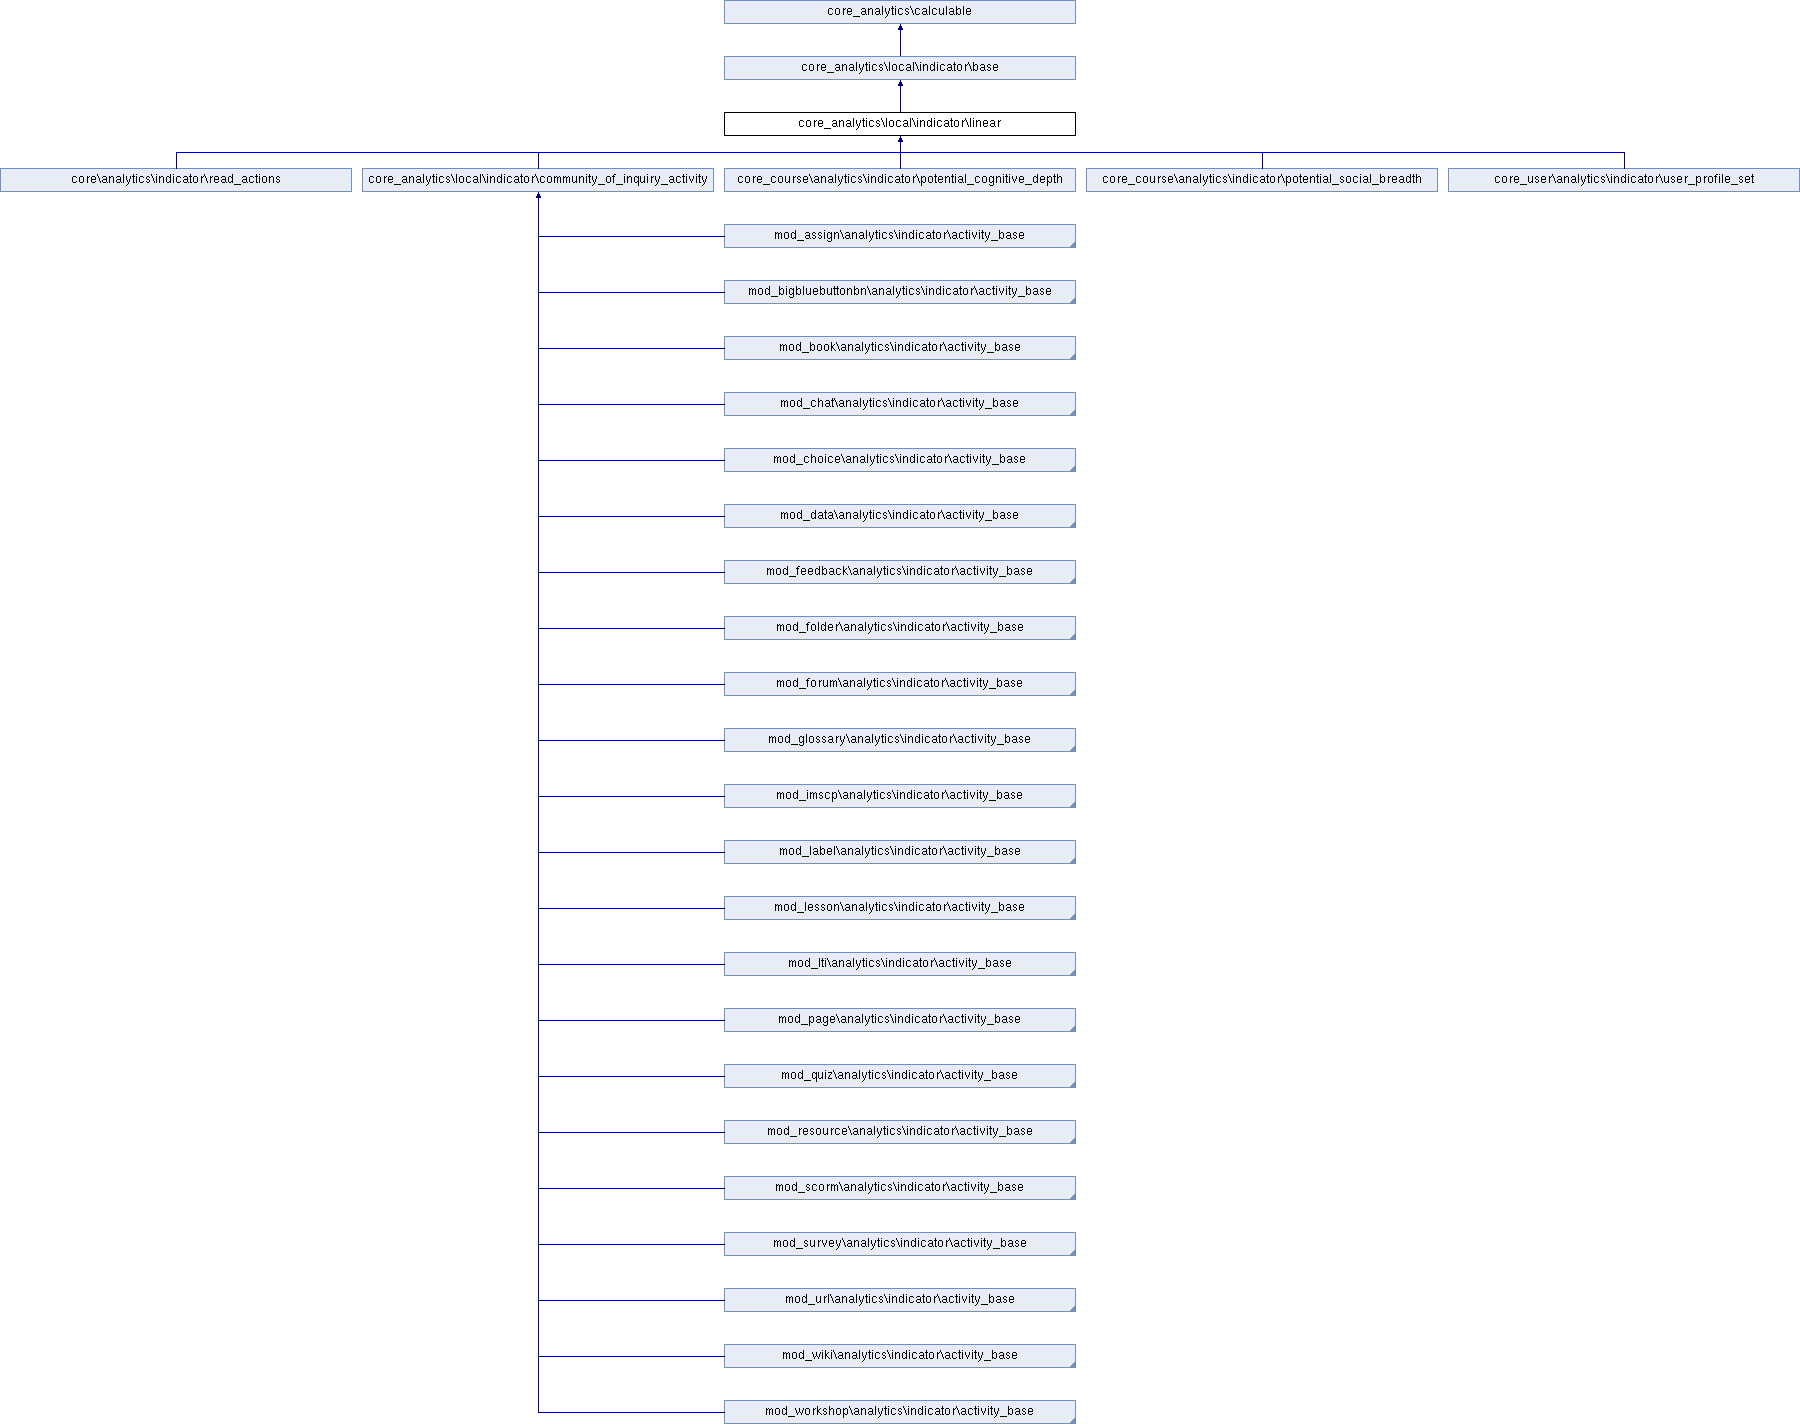 core_analytics\calculable
core_analytics\local\indicator\base
core_analytics\local\indicator\linear
core\analytics\indicator\read_actions
core_analytics\local\indicator\community_of_inquiry_activity
core_course\analytics\indicator\potential_cognitive_depth
core_course\analytics\indicator\potential_social_breadth
core_user\analytics\indicator\user_profile_set
mod_assign\analytics\indicator\activity_base
mod_bigbluebuttonbn\analytics\indicator\activity_base
mod_book\analytics\indicator\activity_base
mod_chat\analytics\indicator\activity_base
mod_choice\analytics\indicator\activity_base
mod_data\analytics\indicator\activity_base
mod_feedback\analytics\indicator\activity_base
mod_folder\analytics\indicator\activity_base
mod_forum\analytics\indicator\activity_base
mod_glossary\analytics\indicator\activity_base
mod_imscp\analytics\indicator\activity_base
mod_label\analytics\indicator\activity_base
mod_lesson\analytics\indicator\activity_base
mod_lti\analytics\indicator\activity_base
mod_page\analytics\indicator\activity_base
mod_quiz\analytics\indicator\activity_base
mod_resource\analytics\indicator\activity_base
mod_scorm\analytics\indicator\activity_base
mod_survey\analytics\indicator\activity_base
mod_url\analytics\indicator\activity_base
mod_wiki\analytics\indicator\activity_base
mod_workshop\analytics\indicator\activity_base